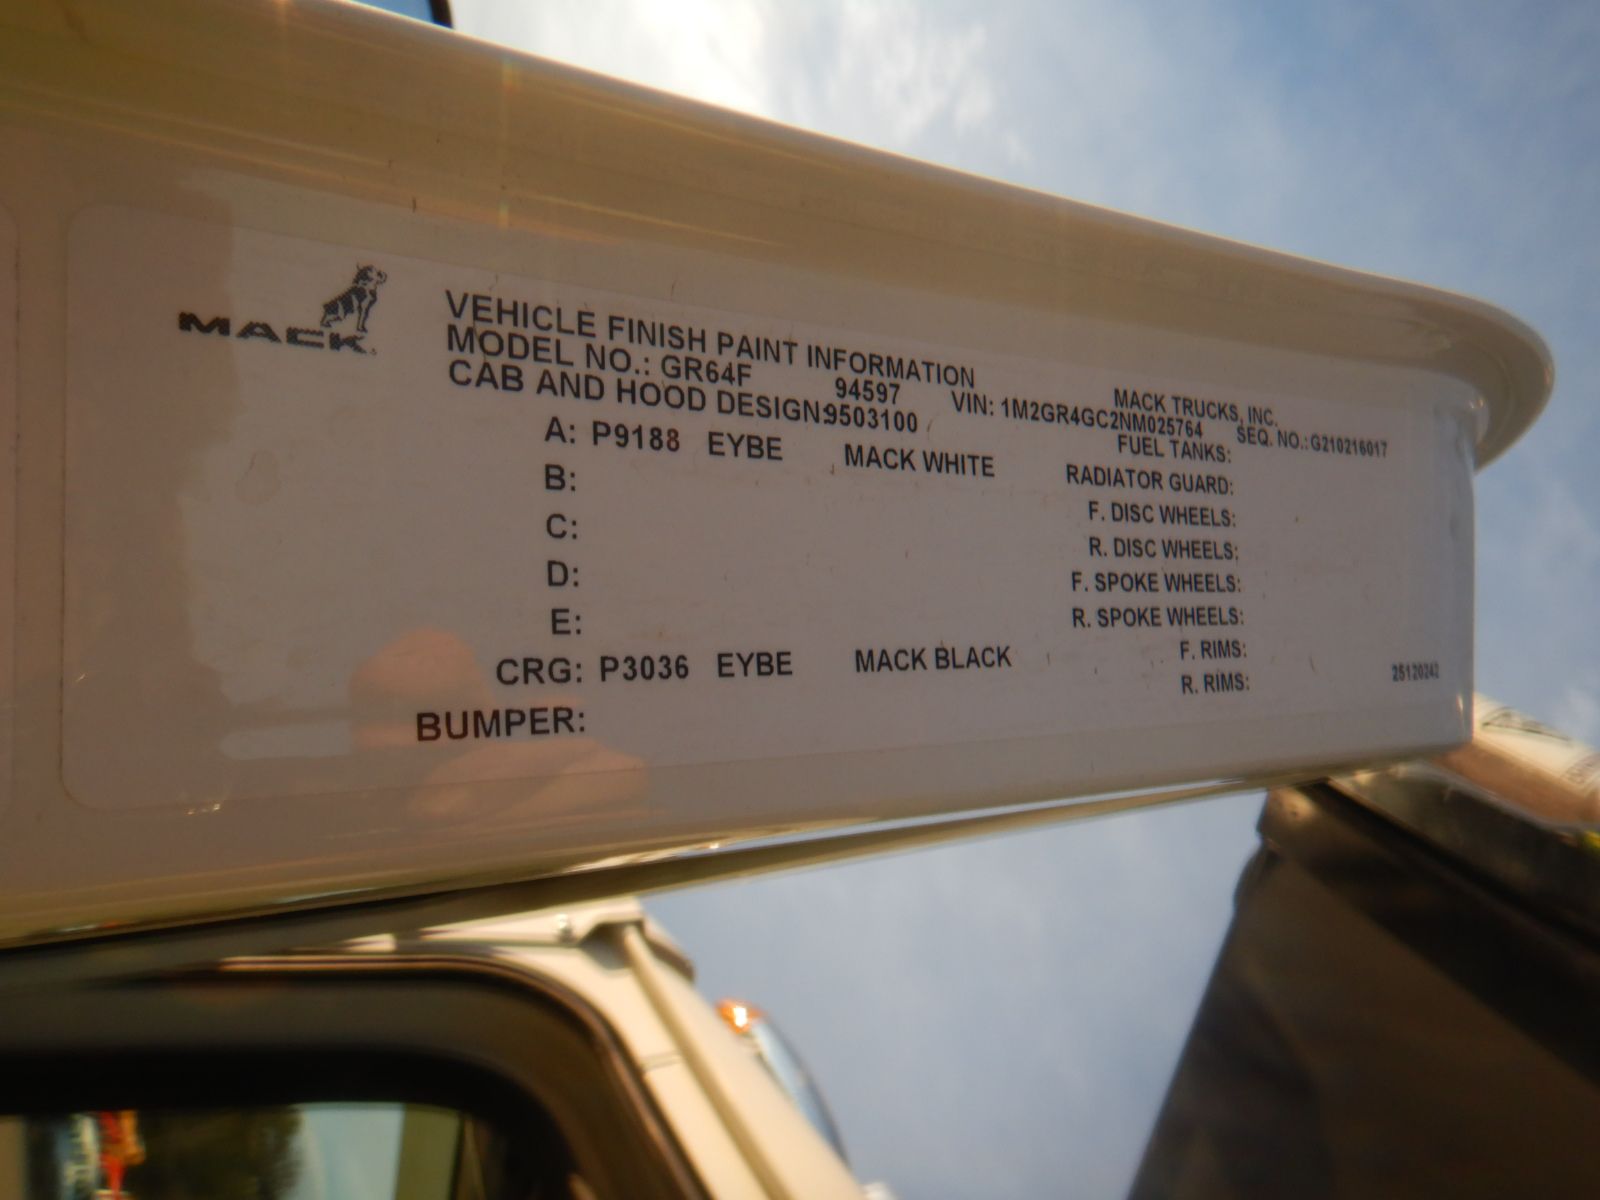 MACK
VEHICLE FINISH PAINT INFORMATION MACK TRUCKS, INC.
MODEL NO.: GR64F 94597 VIN: 1M2GR4GC2NM025764 SEQ. NO.: G210216017
CAB AND HOOD DESIGN: 9503100 FUEL TANKS:
A: P9188 EYBE MACK WHITE RADIATOR GUARD:
B: F. DISC WHEELS:
C: R. DISC WHEELS:
D: F. SPOKE WHEELS:
E: R. SPOKE WHEELS:
CRG: P3036 EYBE MACK BLACK F. RIMS:
BUMPER: R. RIMS: 25120242